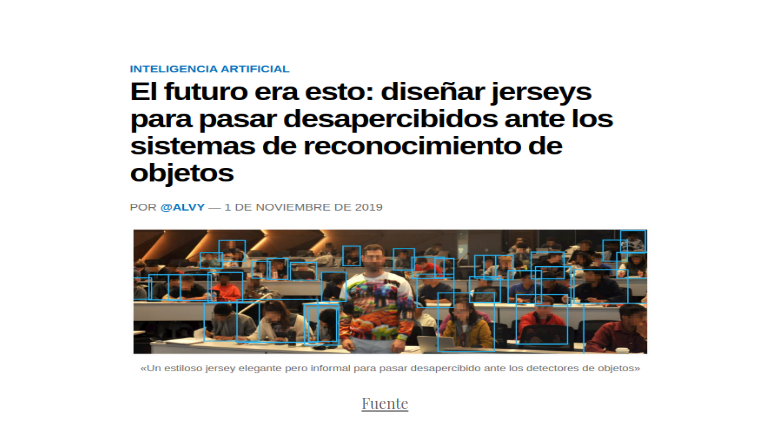 INTELIGENCIA ARTIFICIAL
El futuro era esto: diseñar jerseys
para pasar desapercibidos ante los
sistemas de reconocimiento de
objetos
POR @ALVY — 1 DE NOVIEMBRE DE 2019
«Un estiloso jersey elegante pero informal para pasar desapercibido ante los detectores de objetos»
Fuente